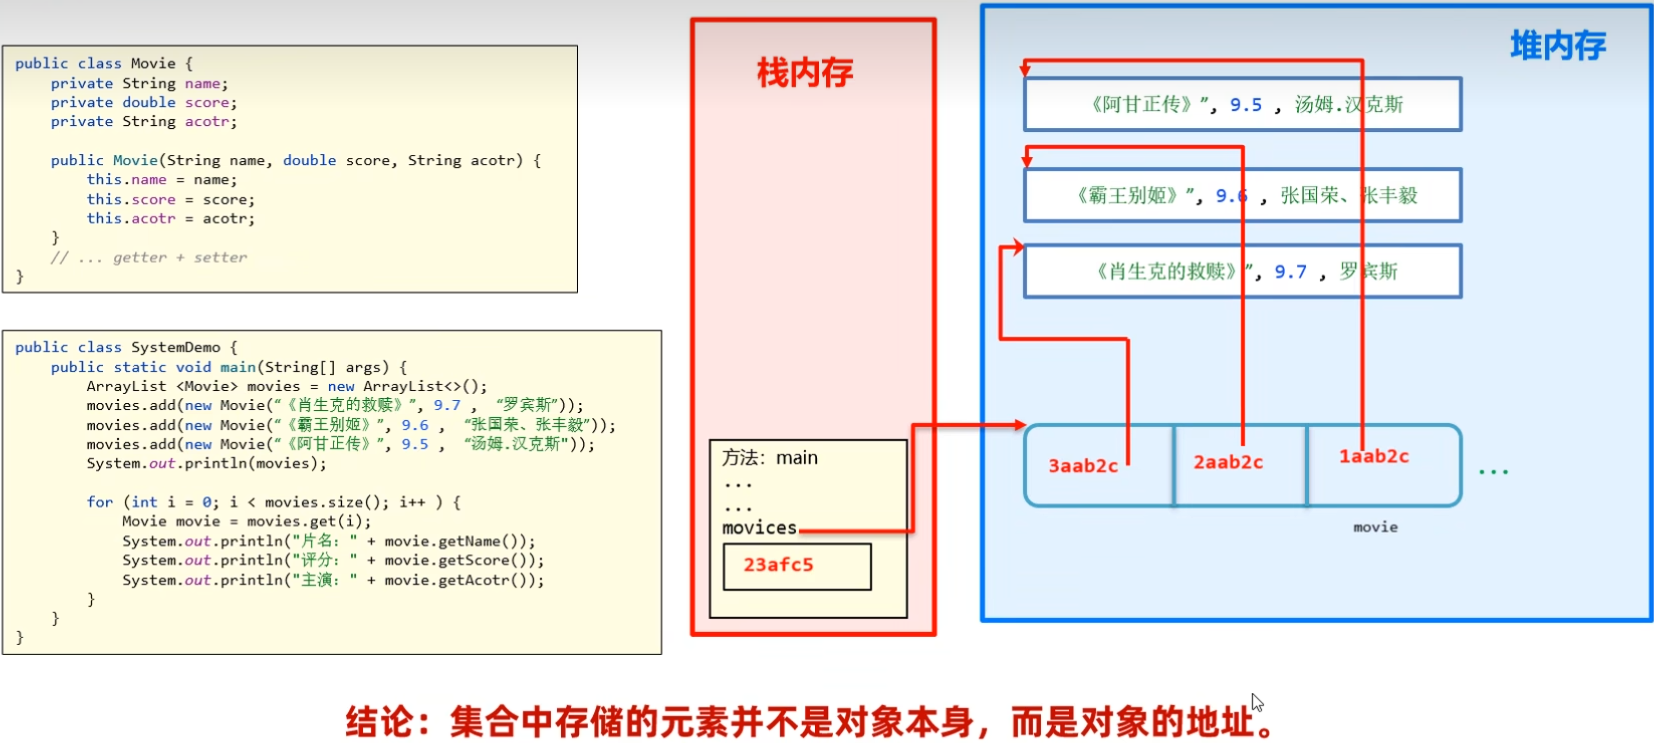 public class Movie {
private String name;
private double score;
private String acotr;
public Movie(String name, double score, String acotr) {
this.name = name;
this.score = score;
this.acotr = acotr;
}
// ... getter + setter
}
public class SystemDemo {
public static void main(String[] args) {
ArrayList <Movie> movies = new ArrayList<>();
movies.add(new Movie(“《肖生克的救赎》”, 9.7 , “罗宾斯”));
movies.add(new Movie(“《霸王别姬》”, 9.6 , “张国荣、张丰毅”));
movies.add(new Movie(“《阿甘正传》”, 9.5 , “汤姆.汉克斯"));
System.out.println(movies);
for (int i = 0; i < movies.size(); i++ ) {
Movie movie = movies.get(i);
System.out.println("片名：" + movie.getName());
System.out.println("评分：" + movie.getScore());
System.out.println("主演：" + movie.getAcotr());
}
}
}
栈内存
方法：main
...
...
movices
23afc5
堆内存
《阿甘正传》”, 9.5 , 汤姆.汉克斯
《霸王别姬》”, 9.6 , 张国荣、张丰毅
《肖生克的救赎》”, 9.7 , 罗宾斯
3aab2c 2aab2c 1aab2c ...
movie
结论：集合中存储的元素并不是对象本身，而是对象的地址。